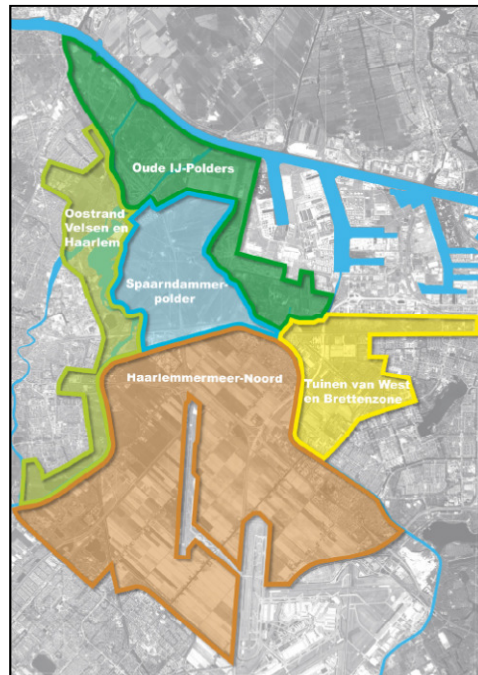 Oude IJ-Polders
Oostrand
Velsen en
Haarlem
Spaarndammer-
polder
Haarlemmermeer-Noord
Tuinen van West
en Brettenzone